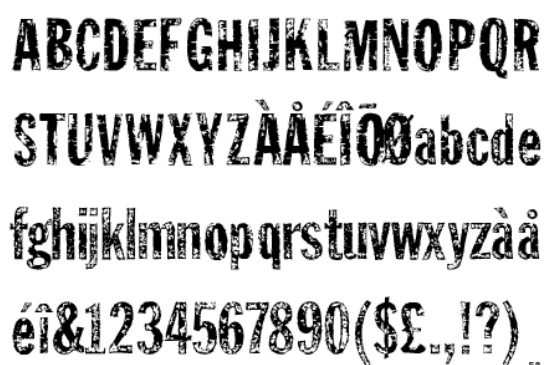 ABCDEFGHIJKLMNOPQR
STUVWXYZÀÅÉÎÕØabcde
fghijklmnopqrstuvwxyzàå
éî&1234567890($£.,!?)